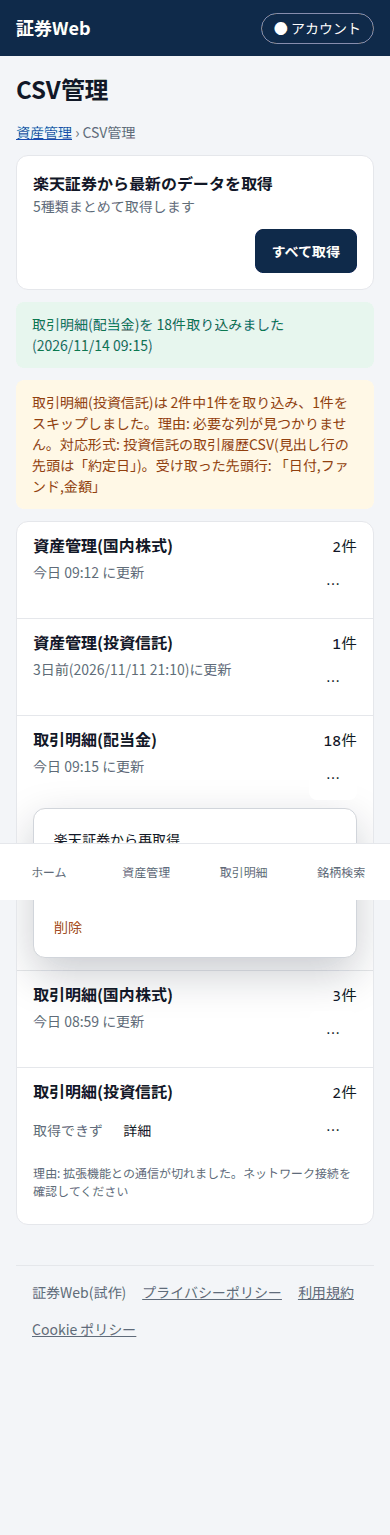 証券Web
アカウント
CSV管理
資産管理 › CSV管理
楽天証券から最新のデータを取得
5種類まとめて取得します
すべて取得
取引明細(配当金)を 18件取り込みました
(2026/11/14 09:15)
取引明細(投資信託)は 2件中1件を取り込み、1件を
スキップしました。理由: 必要な列が見つかりませ
ん。対応形式: 投資信託の取引履歴CSV(見出し行の
先頭は「約定日」)。受け取った先頭行: 「日付,ファ
ンド,金額」
資産管理(国内株式)
2件
今日 09:12 に更新
…
資産管理(投資信託)
1件
3日前(2026/11/11 21:10)に更新
…
取引明細(配当金)
18件
今日 09:15 に更新
…
楽天証券から再取得
ホーム 資産管理 取引明細 銘柄検索
削除
取引明細(国内株式)
3件
今日 08:59 に更新
…
取引明細(投資信託)
2件
取得できず 詳細
…
理由: 拡張機能との通信が切れました。ネットワーク接続を
確認してください
証券Web(試作) プライバシーポリシー 利用規約
Cookie ポリシー